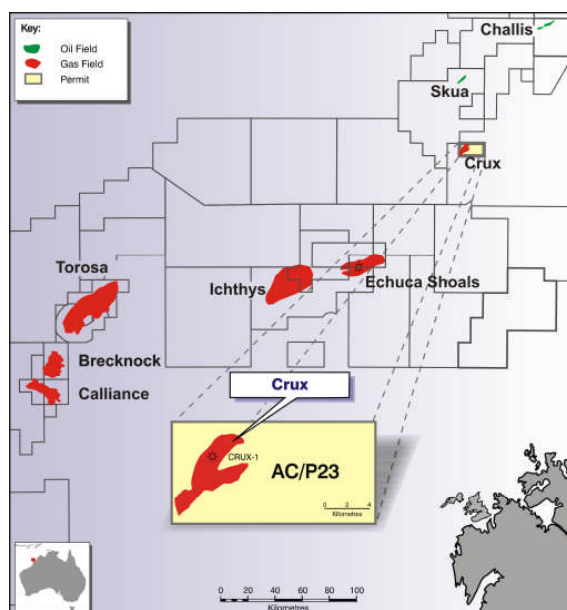 Key:
Oil Field
Gas Field
Permit
Challis
Skua
Crux
Torosa
Ichthys
Echuca Shoals
Brecknock
Calliance
Crux
CRUX-1
AC/P23
0 2 4
Kilometres
0 20 40 60 80 100
Kilometres